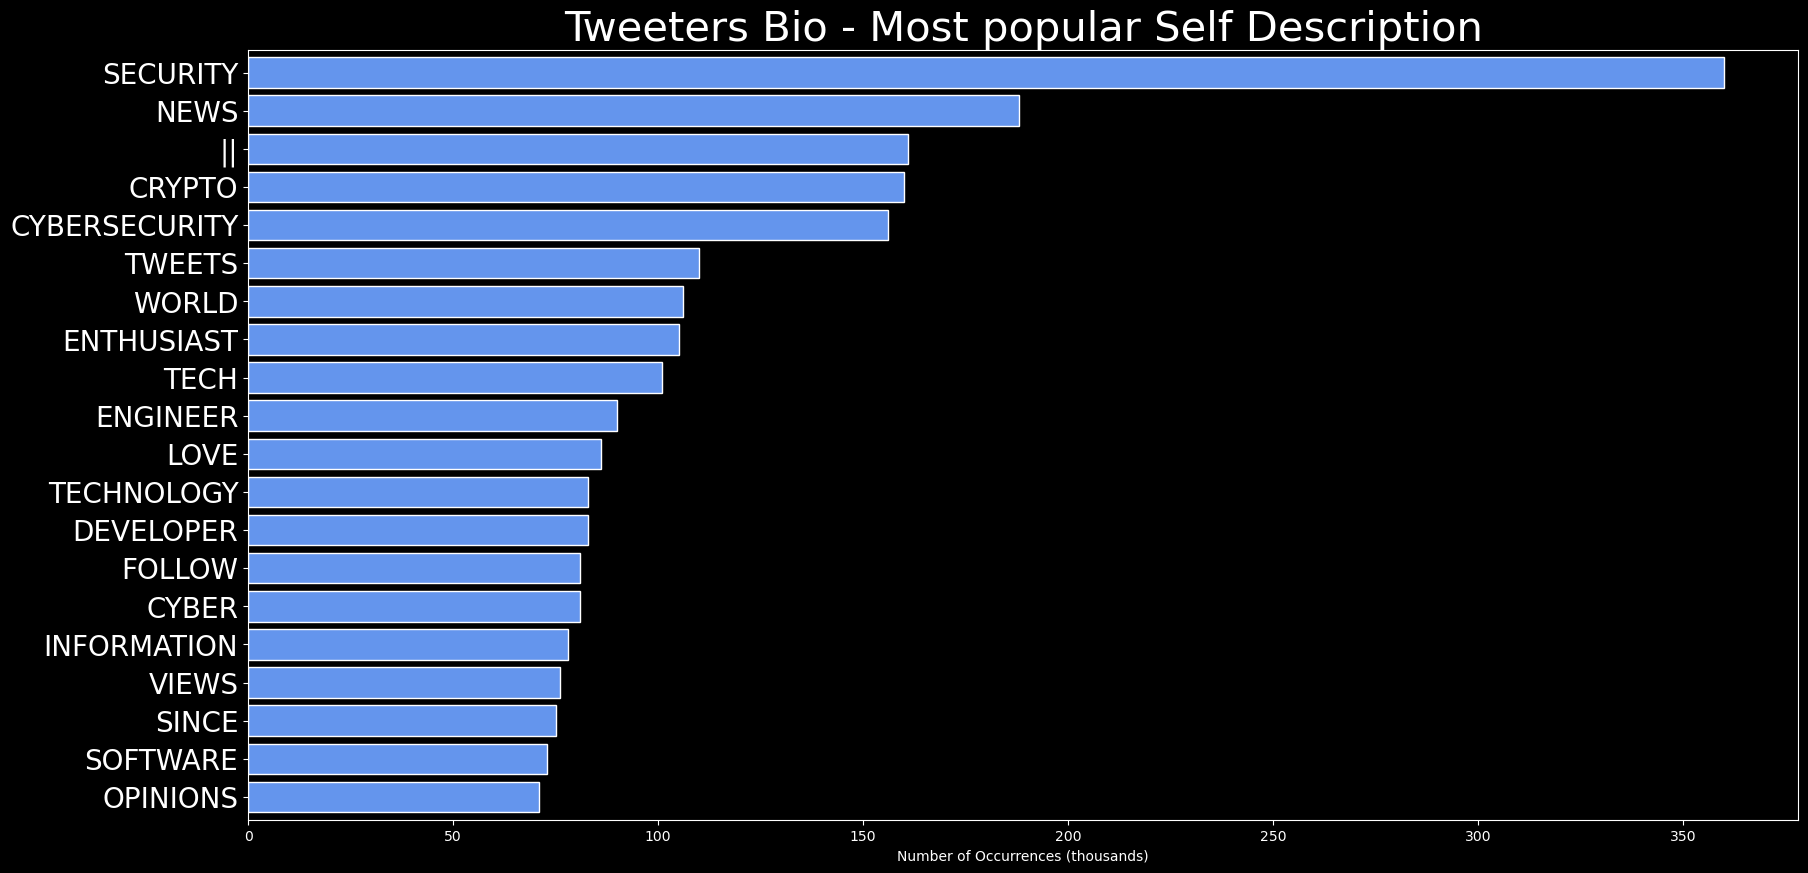 Tweeters Bio - Most popular Self Description
SECURITY
NEWS
||
CRYPTO
CYBERSECURITY
TWEETS
WORLD
ENTHUSIAST
TECH
ENGINEER
LOVE
TECHNOLOGY
DEVELOPER
FOLLOW
CYBER
INFORMATION
VIEWS
SINCE
SOFTWARE
OPINIONS
0 50 100 150 200 250 300 350
Number of Occurrences (thousands)